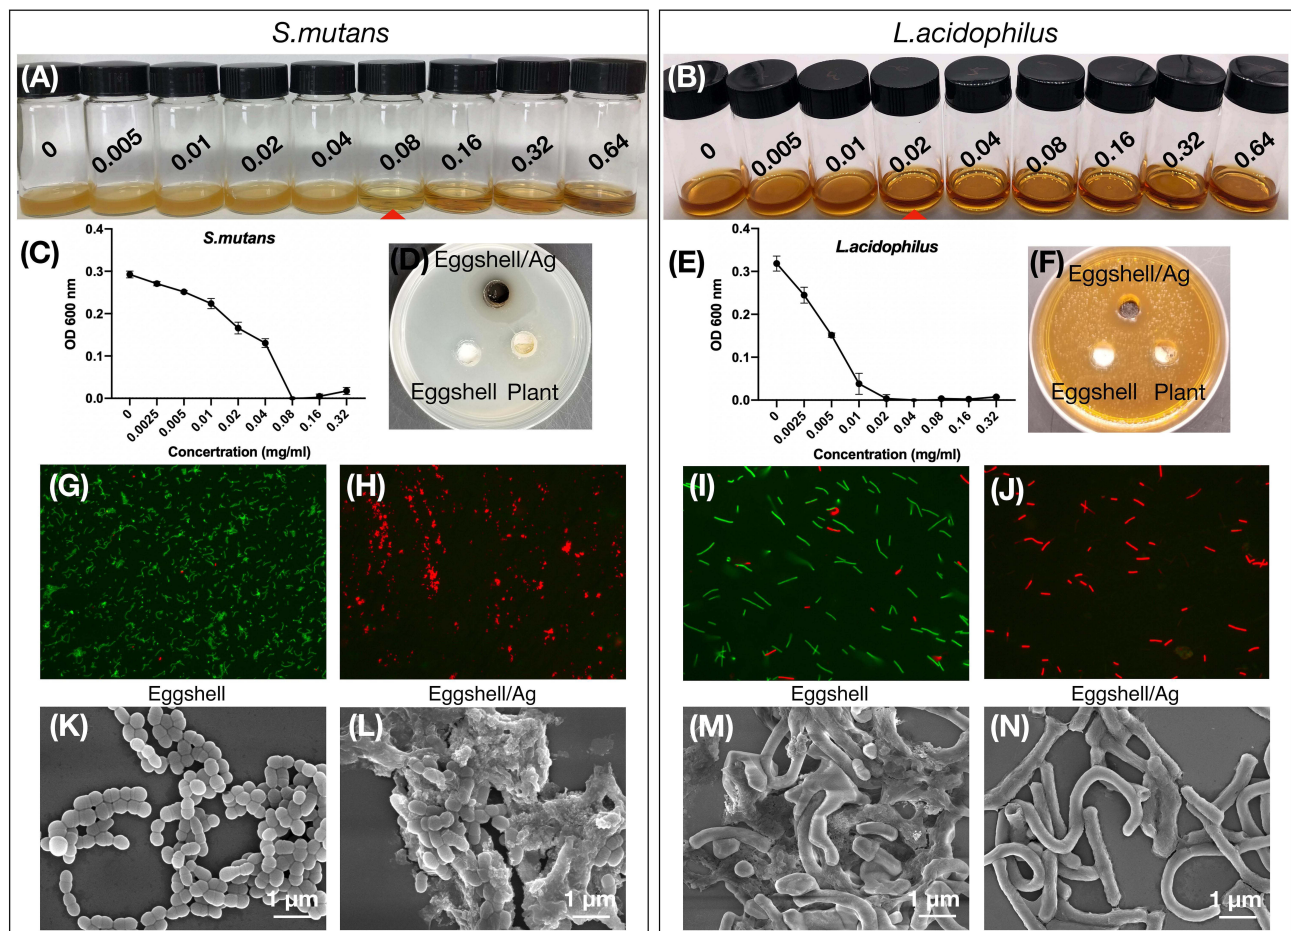 S.mutans
(A)
0 0.005 0.01 0.02 0.04 0.08 0.16 0.32 0.64
(C)
S.mutans
OD 600 nm
0.4
0.3
0.2
0.1
0.0
0 0.0025 0.005 0.01 0.02 0.04 0.08 0.16 0.32
Concertration (mg/ml)
(D)
Eggshell/Ag
Eggshell Plant
(G) (H)
Eggshell Eggshell/Ag
(K) (L)
1 μm 1 μm
L.acidophilus
(B)
0 0.005 0.01 0.02 0.04 0.08 0.16 0.32 0.64
(E)
L.acidophilus
OD 600 nm
0.4
0.3
0.2
0.1
0.0
0 0.0025 0.005 0.01 0.02 0.04 0.08 0.16 0.32
Concentration (mg/ml)
(F)
Eggshell/Ag
Eggshell Plant
(I) (J)
Eggshell Eggshell/Ag
(M) (N)
1 μm 1 μm